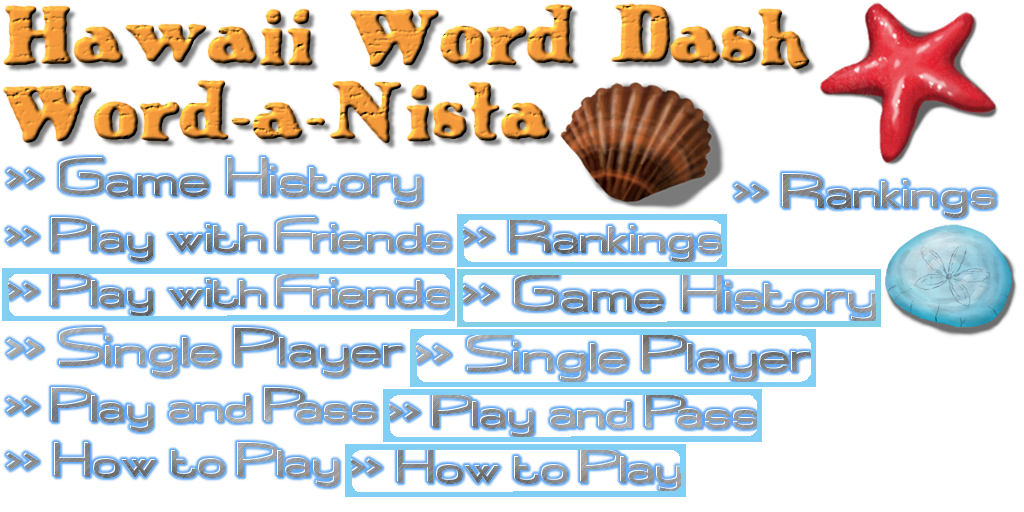 Hawaii Word Dash
Word-a-Nista
>> Game History
>> Rankings
>> Play with Friends >> Rankings
>> Play with Friends >> Game History
>> Single Player >> Single Player
>> Play and Pass >> Play and Pass
>> How to Play >> How to Play